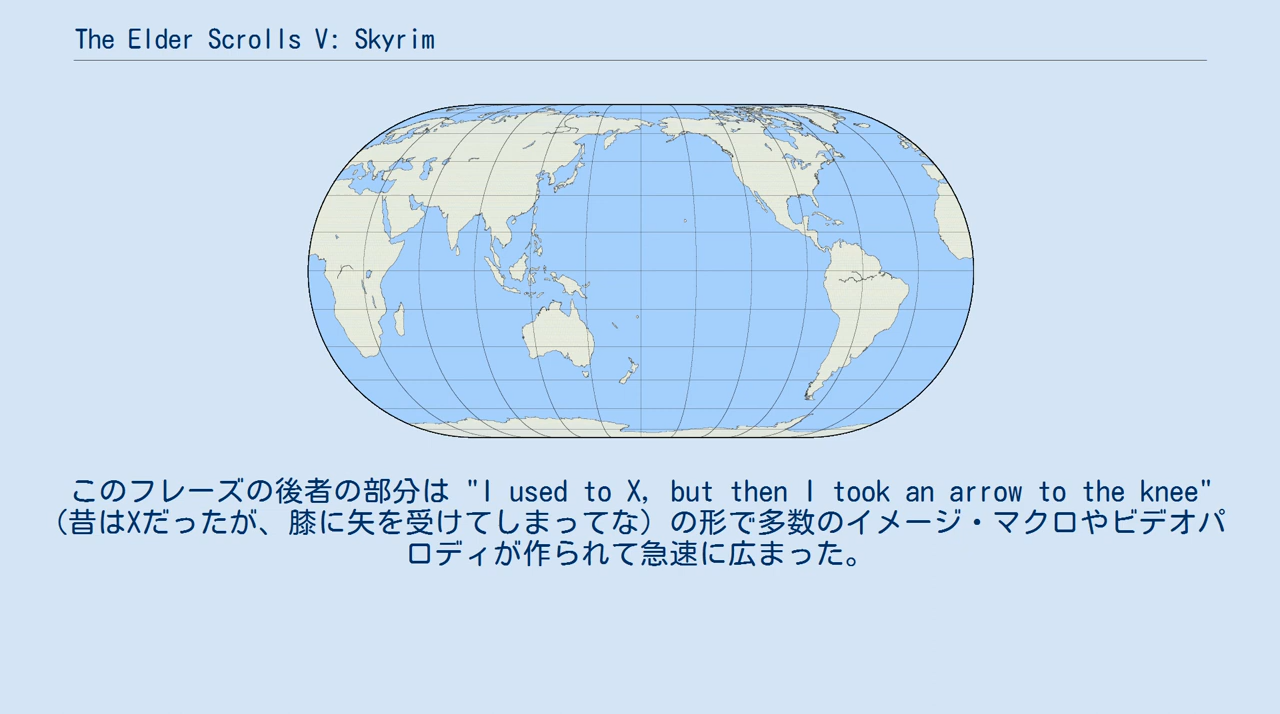 The Elder Scrolls V: Skyrim
このフレーズの後者の部分は "I used to X, but then I took an arrow to the knee"
（昔はXだったが、膝に矢を受けてしまってな）の形で多数のイメージ・マクロやビデオパ
ロディが作られて急速に広まった。